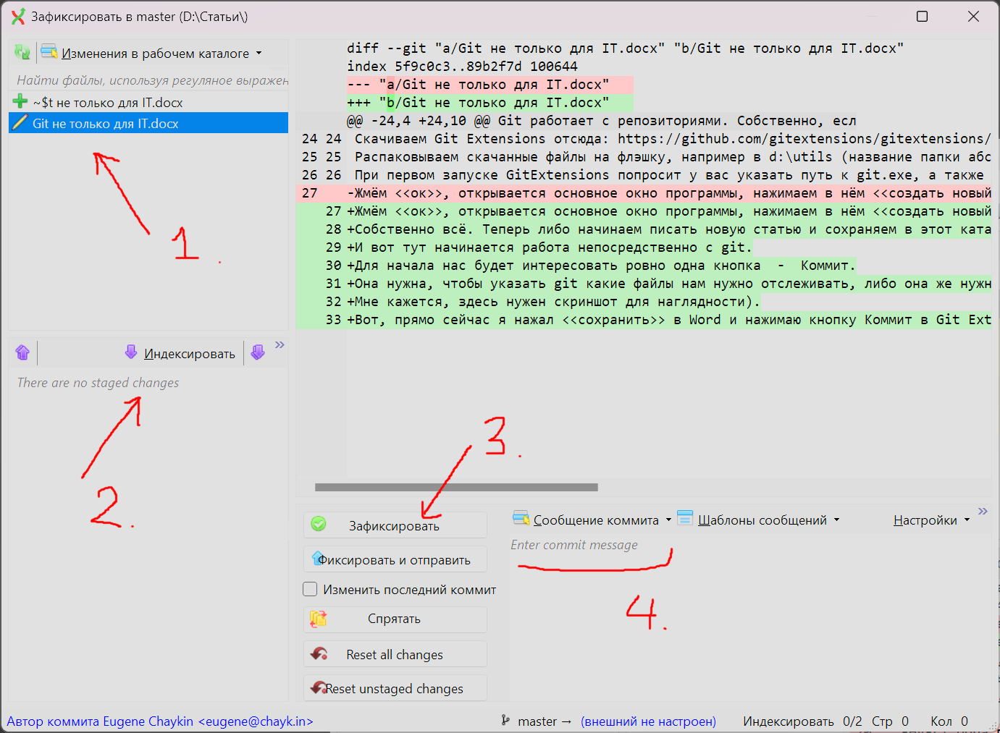 Зафиксировать в master (D:\Статьи\)
Изменения в рабочем каталоге
Найти файлы, используя регуляное выражен
~$t не только для IT.docx
Git не только для IT.docx
1.
Индексировать
There are no staged changes
2.
diff --git "a/Git не только для IT.docx" "b/Git не только для IT.docx"
index 5f9c0c3..89b2f7d 100644
--- "a/Git не только для IT.docx"
+++ "b/Git не только для IT.docx"
@@ -24,4 +24,10 @@ Git работает с репозиториями. Собственно, есл
24 24 Скачиваем Git Extensions отсюда: https://github.com/gitextensions/gitextensions/
25 25 Распаковываем скачанные файлы на флэшку, например в d:\utils (название папки абс
26 26 При первом запуске GitExtensions попросит у вас указать путь к git.exe, а также
27 -Жмём <<ок>>, открывается основное окно программы, нажимаем в нём <<создать новый
27 +Жмём <<ок>>, открывается основное окно программы, нажимаем в нём <<создать новый
28 +Собственно всё. Теперь либо начинаем писать новую статью и сохраняем в этот ката
29 +И вот тут начинается работа непосредственно с git.
30 +Для начала нас будет интересовать ровно одна кнопка  -  Коммит.
31 +Она нужна, чтобы указать git какие файлы нам нужно отслеживать, либо она же нужн
32 +Мне кажется, здесь нужен скриншот для наглядности).
33 +Вот, прямо сейчас я нажал <<сохранить>> в Word и нажимаю кнопку Коммит в Git Ext
3.
Зафиксировать
Фиксировать и отправить
Изменить последний коммит
Спрятать
Reset all changes
Reset unstaged changes
Сообщение коммита
Шаблоны сообщений
Настройки
Enter commit message
4.
Автор коммита Eugene Chaykin <eugene@chayk.in>
master → (внешний не настроен)
Индексировать 0/2 Стр 0 Кол 0